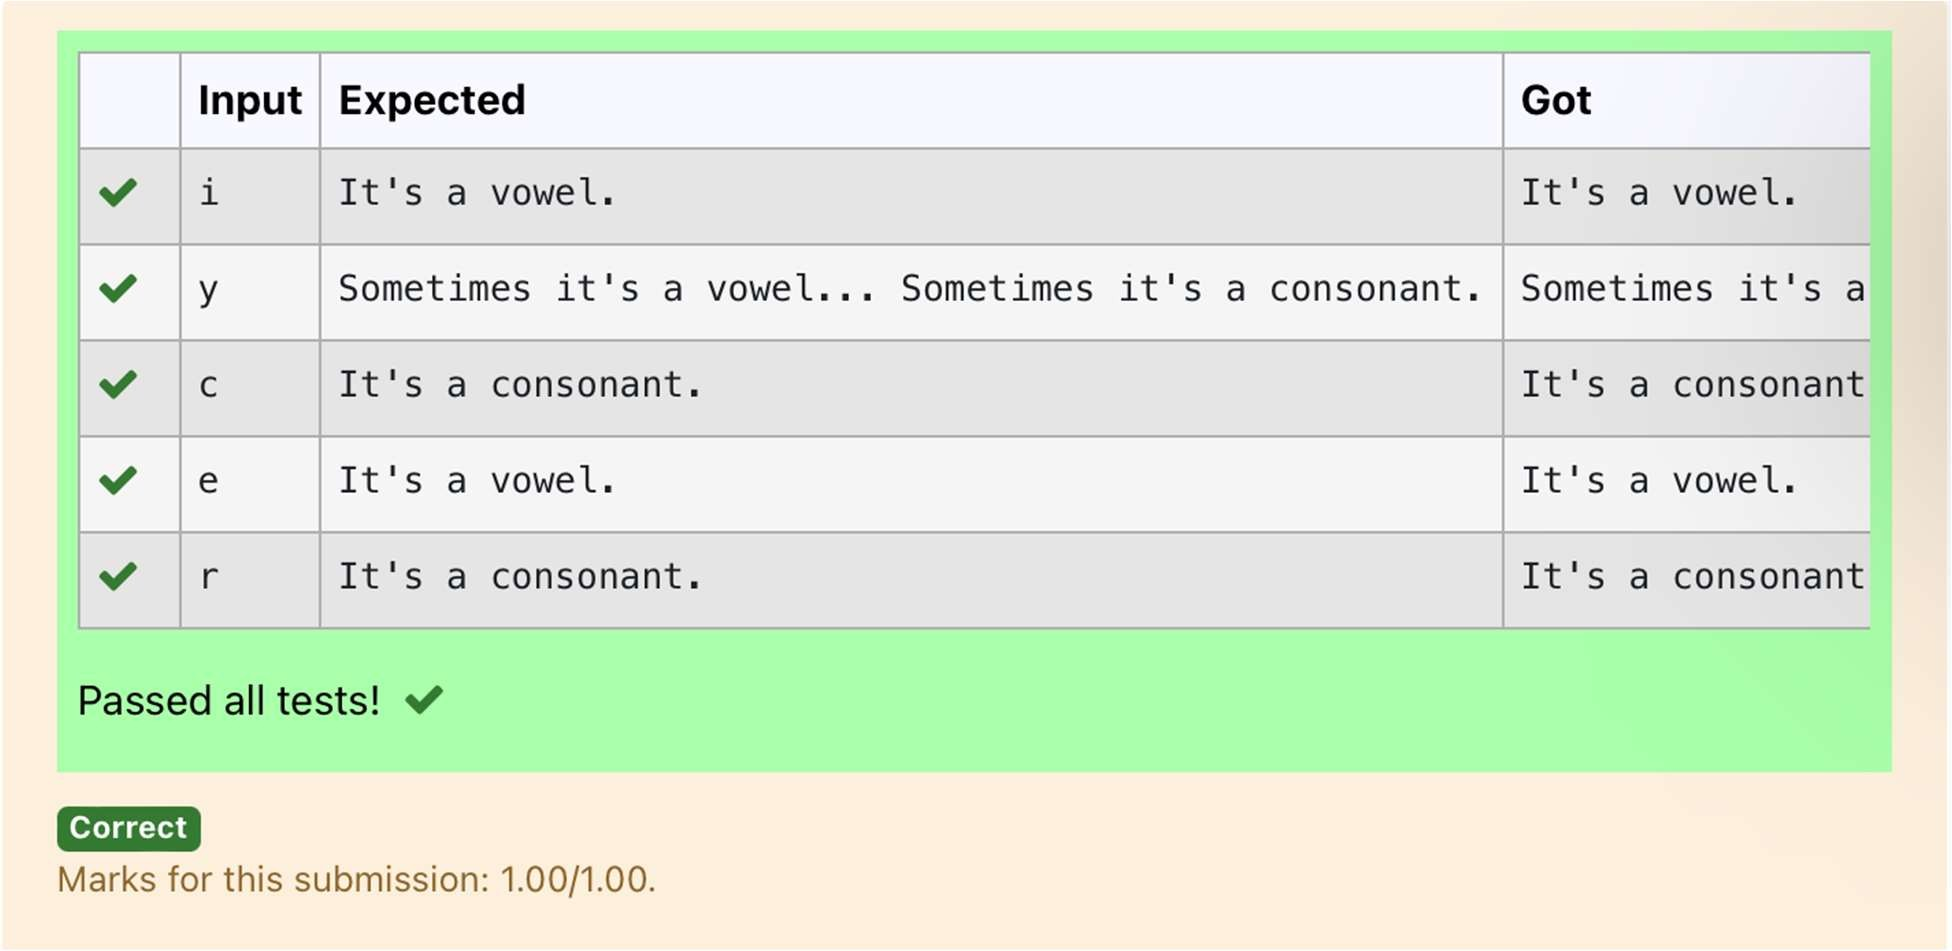 Input Expected Got
i It's a vowel. It's a vowel.
y Sometimes it's a vowel... Sometimes it's a consonant. Sometimes it's a
c It's a consonant. It's a consonant
e It's a vowel. It's a vowel.
r It's a consonant. It's a consonant
Passed all tests!
Correct
Marks for this submission: 1.00/1.00.